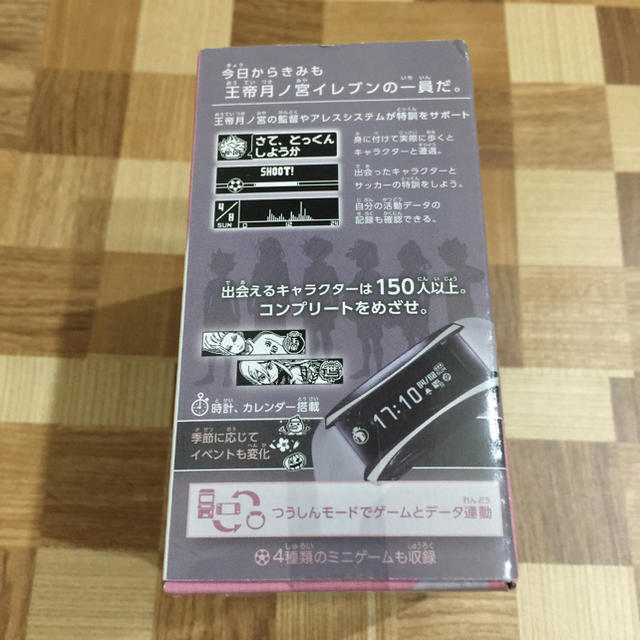 今日からきみも
王帝月ノ宮イレブンの一員だ。
王帝月ノ宮の監督やアレスシステムが特訓をサポート
さて、とっくん
しようか
身に付けて実際に歩くと
キャラクターと遭遇。
SHOOT!
出会ったキャラクターと
サッカーの特訓をしよう。
4/8
SUN 0 12 24
自分の活動データの
記録も確認できる。
出会えるキャラクターは150人以上。
コンプリートをめざせ。
17:10
04/08
時計、カレンダー搭載
季節に応じて
イベントも変化
つうしんモードでゲームとデータ連動
4種類のミニゲームも収録